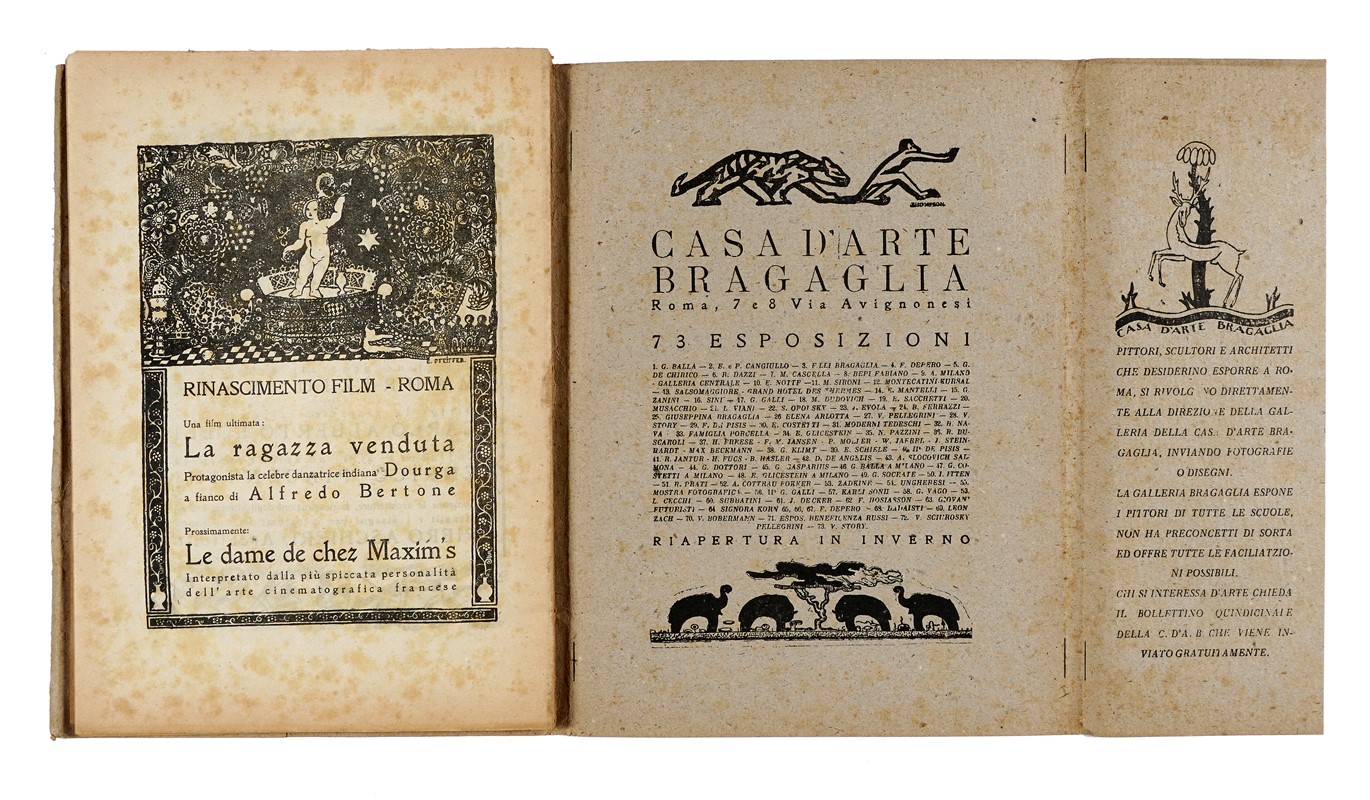 E. PFEIFFER
RINASCIMENTO FILM - ROMA
Una film ultimata:
La ragazza venduta
Protagonista la celebre danzatrice indiana Dourga
a fianco di Alfredo Bertone
Prossimamente:
Le dame de chez Maxim's
Interpretato dalla più spiccata personalità
dell'arte cinematografica francese
CASA D'ARTE
BRAGAGLIA
Roma, 7 e 8 Via Avignonesi
73 ESPOSIZIONI
1. G. BALLA — 2. E. e P. CANGIULLO — 3. F.LLI BRAGAGLIA — 4. F. DEPERO — 5. G.
DE CHIRICO — 6. R. DAZZI — 7. M. CASCELLA — 8. BEPI FABIANO — 9. A. MILANO
- GALLERIA CENTRALE — 10. E. NOTTE — 11. M. SIRONI — 12. MONTECATINI KURSAL
— 13. SALSOMAGGIORE - GRAND HOTEL DES THERMES — 14. E. MANTELLI — 15. G.
ZANINI — 16. — 17. G. GALLI — 18. M. DUDOVICH — 19. E. SACCHETTI — 20.
MUSACCHIO — 21. L. VIANI — 22. S. OPOLSKY — 23. J. EVOLA — 24. B. FERRAZZI —
25. GIUSEPPINA BRAGAGLIA — 26 ELENA ARLOTTA — 27. V. PELLEGRINI — 28. V.
STORY — 29. F. DE PISIS — 30. E. COSTETTI — 31. MODERNI TEDESCHI — 32. B. NA-
VA - 33. FAMIGLIA PORCELLA — 34. E. GLICESTEIN — 35. N. PAZZINI — 36. R. BU-
SCAROLI — 37. H. FREESE - F. M. JANSEN - P. MOLLER - W. JAECKEL - J. STEIN-
HARDT - MAX BECKMANN — 38. G. KLIMT — 39. E. SCHIELE — DE PISIS —
41. R. JANTUR - H. FUCS - B. HASLER — 42. D. DE ANGELIS — 43. A. SLOCOVICH SAL
MONA — 44. G. DOTTORI — 45. G. GASPARIUS — 46 G. BALLA A MILANO — 47. G. CO-
STETTI A MILANO — 48. E. GLICESTEIN A MILANO — 49. G. SOCRATE — 50. I. ITTEN
— 51. R. PRATI — 52. A. COTTRAU FORKER — 53. ZADKINE — 54. UNGHERESI — 55.
MOSTRA FOTOGRAFICA — 56. G. GALLI — 57. KARLI SONII — 58. G. VAGO — 59.
L. CECCHI — 60. SUBBATINI — 61. J. DECKER — 62 F. HOSIASSON — 63. GIOVANI
FUTURISTI — 64 SIGNORA KORN 65, 66, 67. F. DEPERO — 68. DADAISTI — 69. LEON
ZACH — 70. V. BOBERMANN — 71. ESPOS. BENEFICENZA RUSSI — 72. V. SCIUROSKY
PELLEGHINI — 73. V. STORY.
RIAPERTURA IN INVERNO
CASA D'ARTE BRAGAGLIA
PITTORI, SCULTORI E ARCHITETTI
CHE DESIDERINO ESPORRE A RO-
MA, SI RIVOLGANO DIRETTAMEN-
TE ALLA DIREZIONE DELLA GAL-
LERIA DELLA CASA D'ARTE BRA-
GAGLIA, INVIANDO FOTOGRAFIE
O DISEGNI.
LA GALLERIA BRAGAGLIA ESPONE
I PITTORI DI TUTTE LE SCUOLE,
NON HA PRECONCETTI DI SORTA
ED OFFRE TUTTE LE FACILIATZIO-
NI POSSIBILI.
CHI SI INTERESSA D'ARTE CHIEDA
IL BOLLETTINO QUINDICINALE
DELLA C. D'A. B. CHE VIENE IN-
VIATO GRATUITAMENTE.